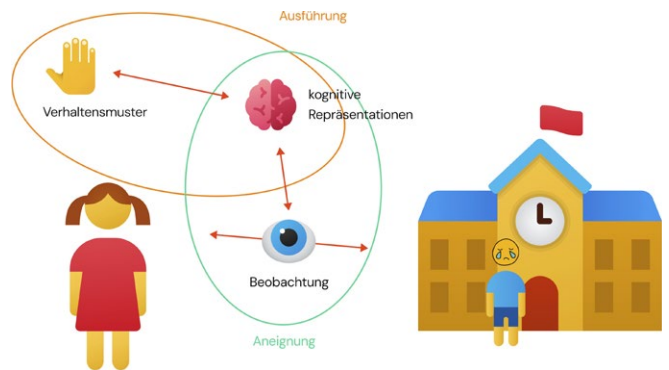 Ausführung
kognitive
Repräsentationen
Verhaltensmuster
Beobachtung
Aneignung